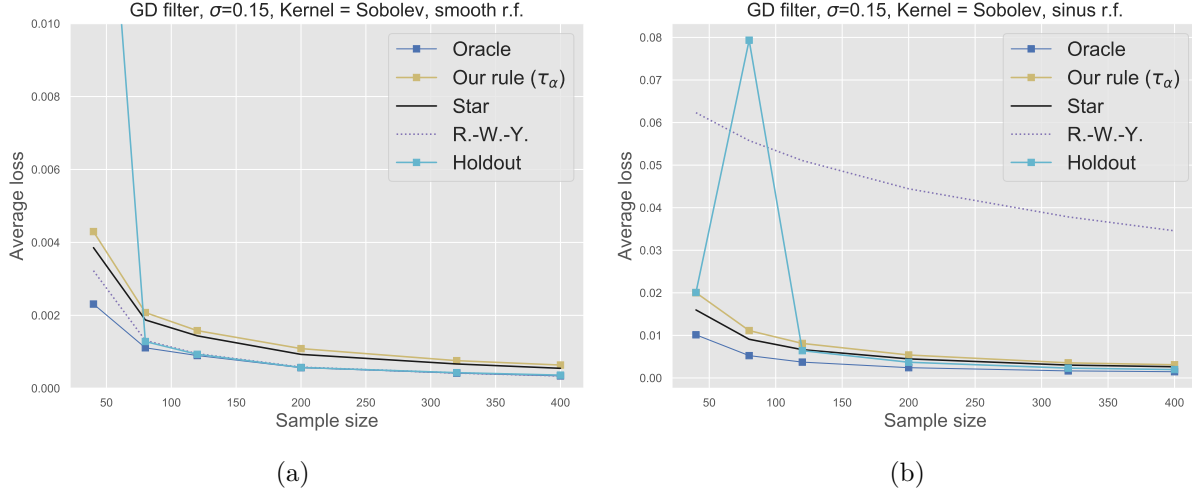 GD filter, σ=0.15, Kernel = Sobolev, smooth r.f.
0.010
0.008
0.006
0.004
0.002
0.000
Average loss
50 100 150 200 250 300 350 400
Sample size
Oracle
Our rule (τα)
Star
R.-W.-Y.
Holdout
(a)
GD filter, σ=0.15, Kernel = Sobolev, sinus r.f.
0.08
0.07
0.06
0.05
0.04
0.03
0.02
0.01
0.00
Average loss
50 100 150 200 250 300 350 400
Sample size
Oracle
Our rule (τα)
Star
R.-W.-Y.
Holdout
(b)